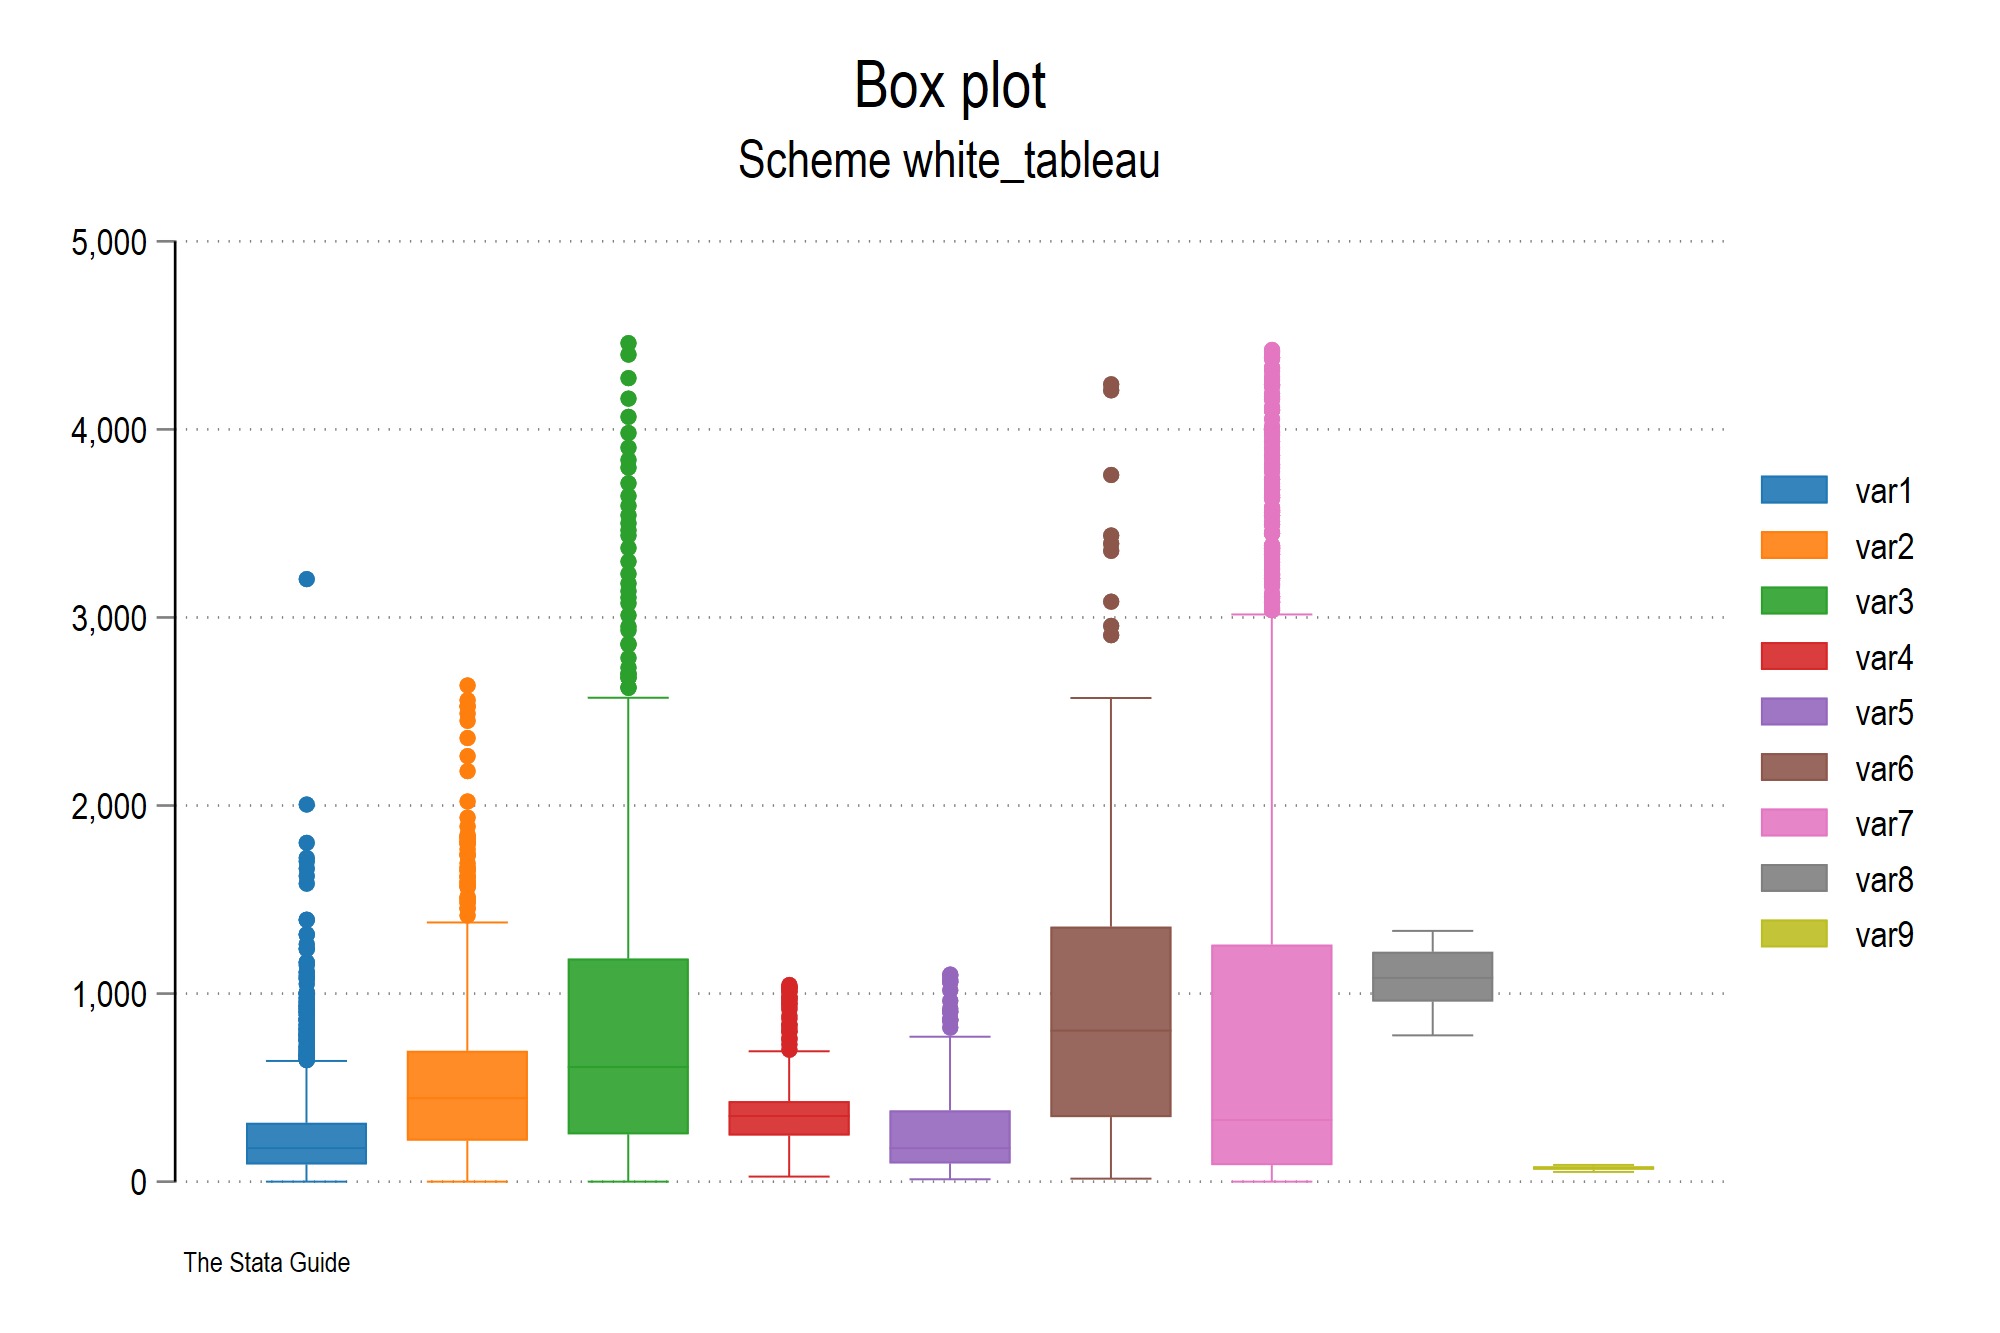 Box plot
Scheme white_tableau
5,000
4,000
3,000
2,000
1,000
0
var1
var2
var3
var4
var5
var6
var7
var8
var9
The Stata Guide